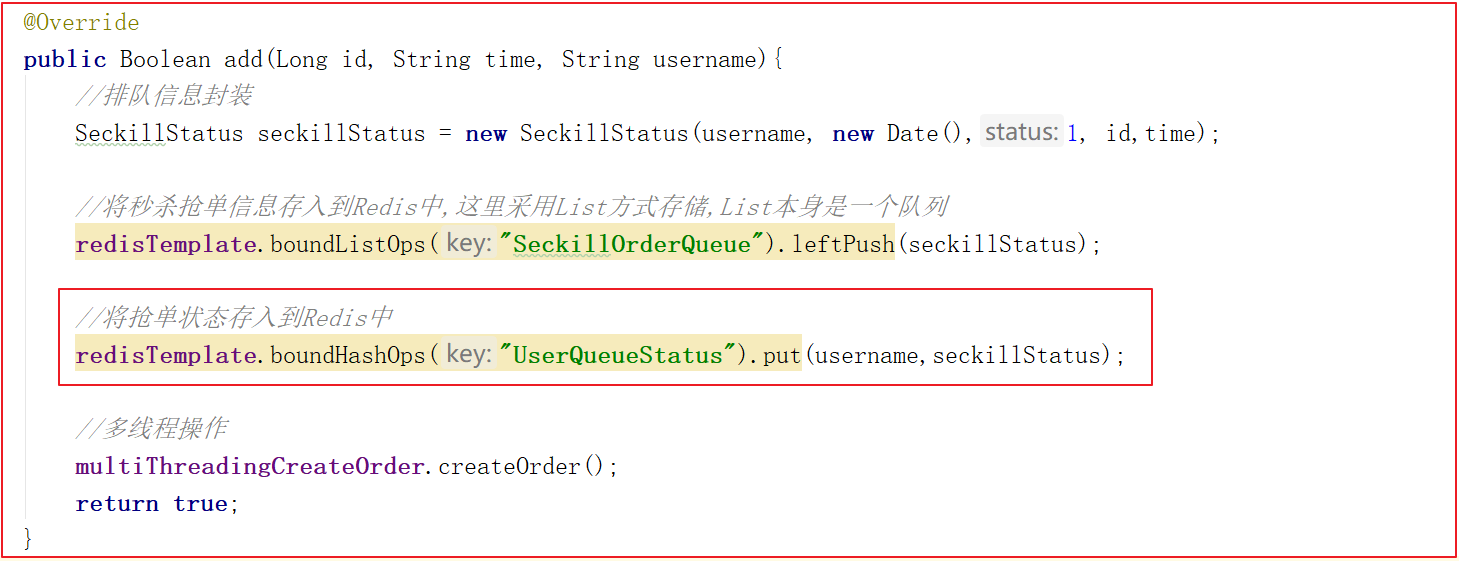 @Override
public Boolean add(Long id, String time, String username){
//排队信息封装
SeckillStatus seckillStatus = new SeckillStatus(username, new Date(), status: 1, id,time);
//将秒杀抢单信息存入到Redis中,这里采用List方式存储,List本身是一个队列
redisTemplate.boundListOps( key: "SeckillOrderQueue").leftPush(seckillStatus);
//将抢单状态存入到Redis中
redisTemplate.boundHashOps( key: "UserQueueStatus").put(username,seckillStatus);
//多线程操作
multiThreadingCreateOrder.createOrder();
return true;
}